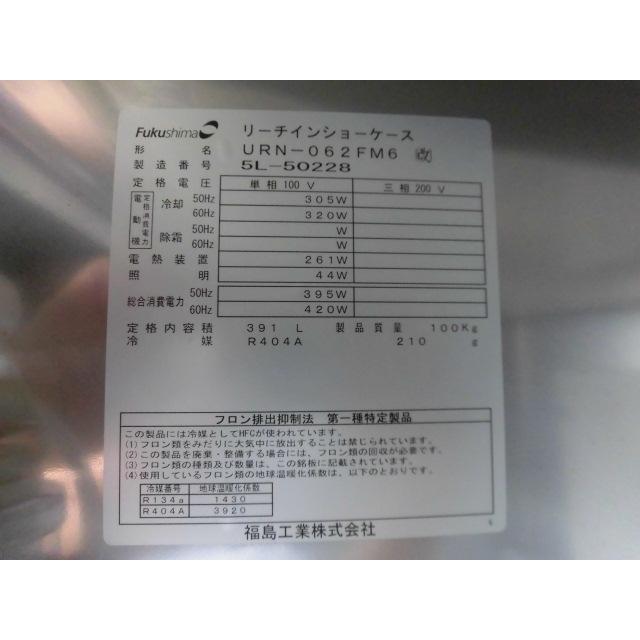 Fukushima リーチインショーケース
形名 URN-062FM6
製造番号 5L-50228
定格電圧 単相100V 三相200V
電動機 定格消費電力 冷却 50Hz 305W
60Hz 320W
除霜 50Hz W
60Hz W
電熱装置 261W
照明 44W
総合消費電力 50Hz 395W
60Hz 420W
定格内容積 391 L 製品質量 100Kg
冷媒 R404A 210 g
フロン排出抑制法 第一種特定製品
この製品には冷媒としてHFCが使われています。
(1)フロン類をみだりに大気中に放出することは禁じられています。
(2)この製品を廃棄・整備する場合には、フロン類の回収が必要です。
(3)フロン類の種類及び数量は、この銘板に記載されています。
(4)使用しているフロン類の地球温暖化係数は、以下のとおりです。
冷媒番号 地球温暖化係数
R134a 1430
R404A 3920
福島工業株式会社